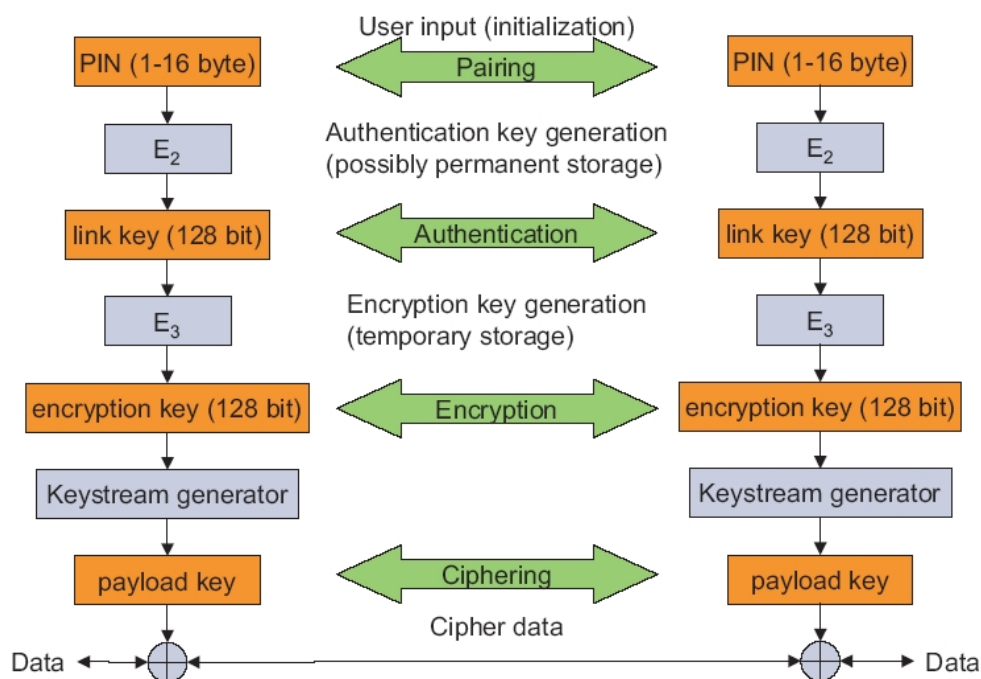 User input (initialization)
PIN (1-16 byte)
Pairing
PIN (1-16 byte)
E2
Authentication key generation
(possibly permanent storage)
E2
link key (128 bit)
Authentication
link key (128 bit)
E3
Encryption key generation
(temporary storage)
E3
encryption key (128 bit)
Encryption
encryption key (128 bit)
Keystream generator
Keystream generator
payload key
Ciphering
payload key
Cipher data
Data
Data